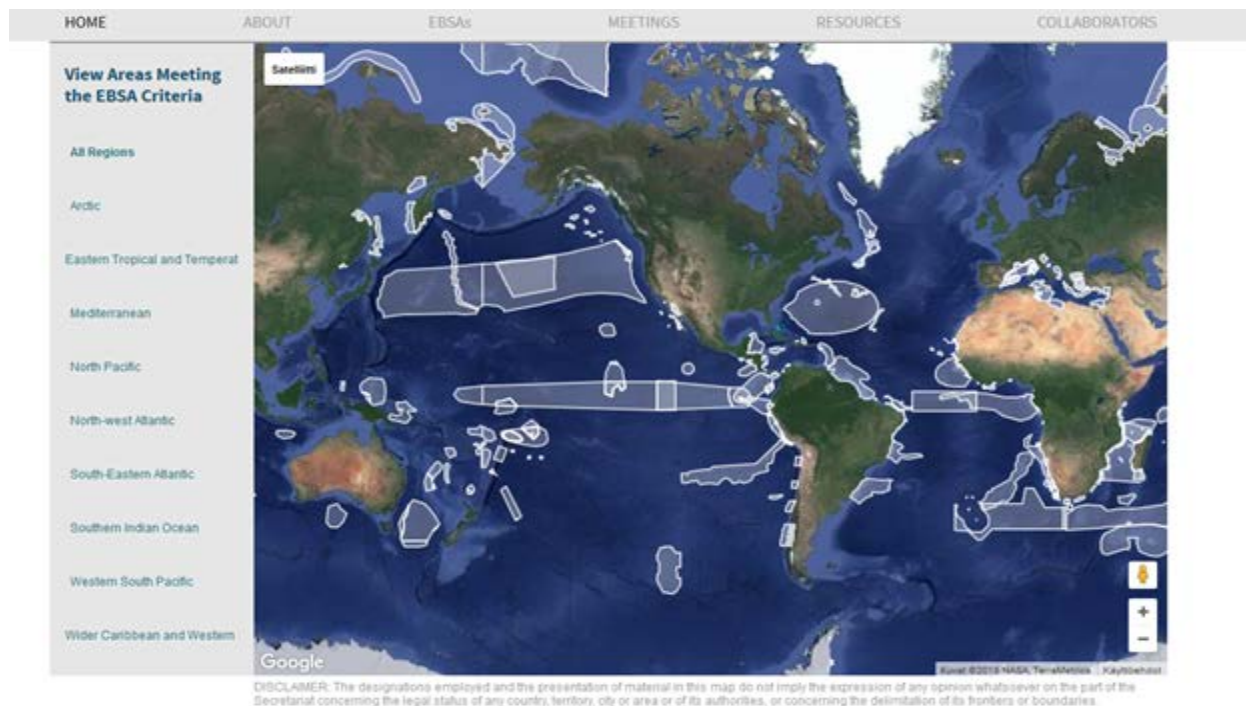 HOME ABOUT EBSAs MEETINGS RESOURCES COLLABORATORS
View Areas Meeting
the EBSA Criteria
All Regions
Arctic
Eastern Tropical and Temperat
Mediterranean
North Pacific
North-west Atlantic
South-Eastern Atlantic
Southern Indian Ocean
Western South Pacific
Wider Caribbean and Western
Satelliitti
+
−
Google
Kuvat ©2015 NASA, TerraMetrics Käyttöehdot
DISCLAIMER: The designations employed and the presentation of material in this map do not imply the expression of any opinion whatsoever on the part of the
Secretariat concerning the legal status of any country, territory, city or area or of its authorities, or concerning the delimitation of its frontiers or boundaries.